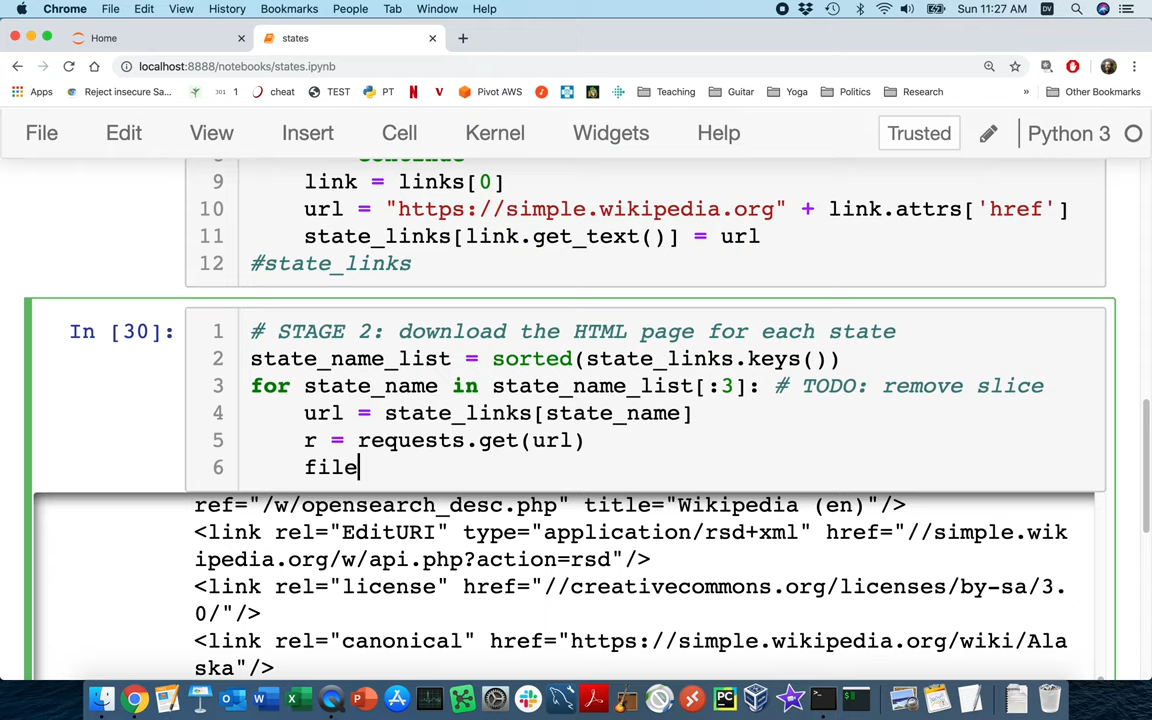 Chrome File Edit View History Bookmarks People Tab Window Help Sun 11:27 AM DV
Home states
localhost:8888/notebooks/states.ipynb
Apps Reject insecure Sa... 301 1 cheat TEST PT Pivot AWS Teaching Guitar Yoga Politics Research » Other Bookmarks
File Edit View Insert Cell Kernel Widgets Help Trusted Python 3
continue
9 link = links[0]
10 url = "https://simple.wikipedia.org" + link.attrs['href']
11 state_links[link.get_text()] = url
12 #state_links
In [30]:
1 # STAGE 2: download the HTML page for each state
2 state_name_list = sorted(state_links.keys())
3 for state_name in state_name_list[:3]: # TODO: remove slice
4 url = state_links[state_name]
5 r = requests.get(url)
6 file
ref="/w/opensearch_desc.php" title="Wikipedia (en)"/>
<link rel="EditURI" type="application/rsd+xml" href="//simple.wik
ipedia.org/w/api.php?action=rsd"/>
<link rel="license" href="//creativecommons.org/licenses/by-sa/3.
0/"/>
<link rel="canonical" href="https://simple.wikipedia.org/wiki/Ala
ska"/>